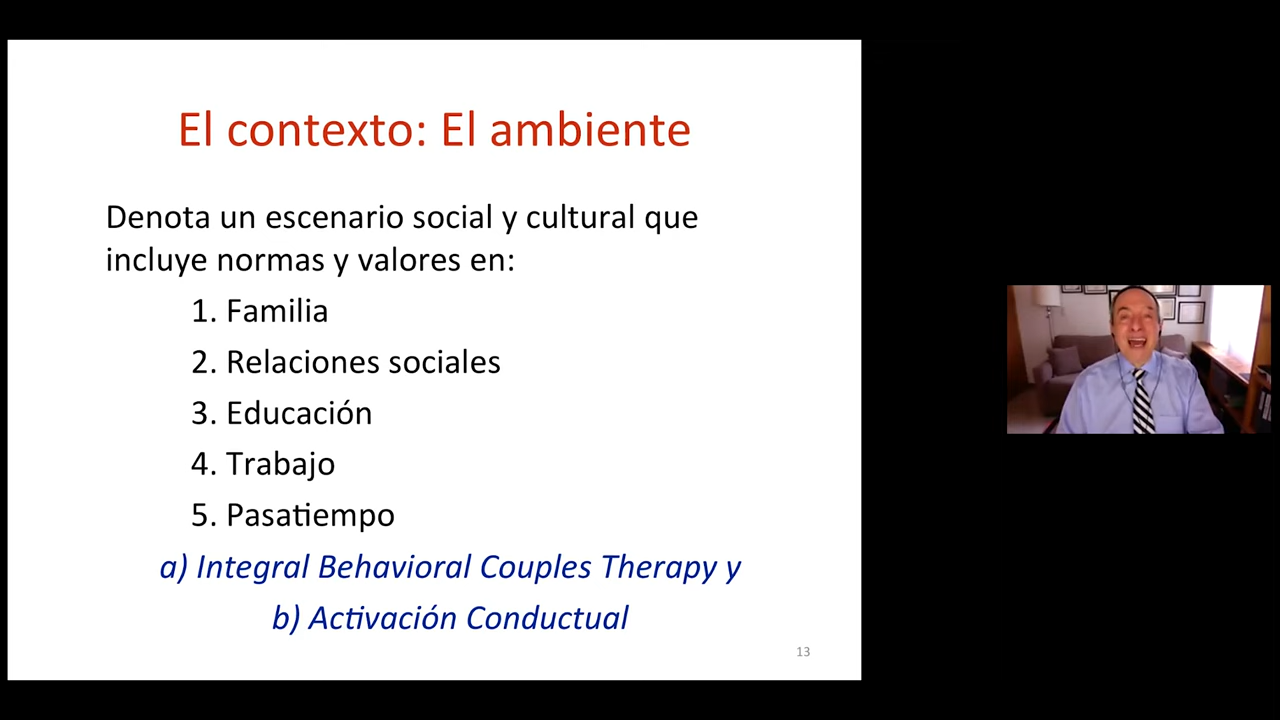 El contexto: El ambiente
Denota un escenario social y cultural que
incluye normas y valores en:
1. Familia
2. Relaciones sociales
3. Educación
4. Trabajo
5. Pasatiempo
a) Integral Behavioral Couples Therapy y
b) Activación Conductual
13